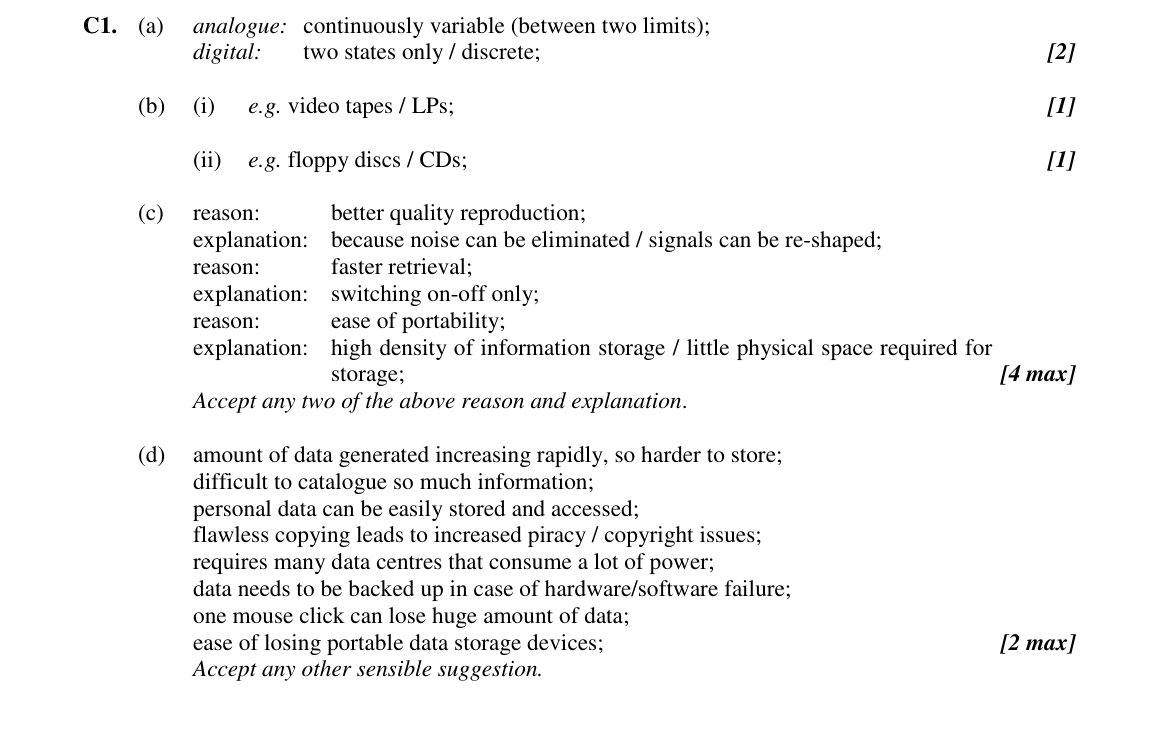 C1. (a) analogue: continuously variable (between two limits);
digital: two states only / discrete; [2]
(b) (i) e.g. video tapes / LPs; [1]
(ii) e.g. floppy discs / CDs; [1]
(c) reason: better quality reproduction;
explanation: because noise can be eliminated / signals can be re-shaped;
reason: faster retrieval;
explanation: switching on-off only;
reason: ease of portability;
explanation: high density of information storage / little physical space required for
storage; [4 max]
Accept any two of the above reason and explanation.
(d) amount of data generated increasing rapidly, so harder to store;
difficult to catalogue so much information;
personal data can be easily stored and accessed;
flawless copying leads to increased piracy / copyright issues;
requires many data centres that consume a lot of power;
data needs to be backed up in case of hardware/software failure;
one mouse click can lose huge amount of data;
ease of losing portable data storage devices; [2 max]
Accept any other sensible suggestion.